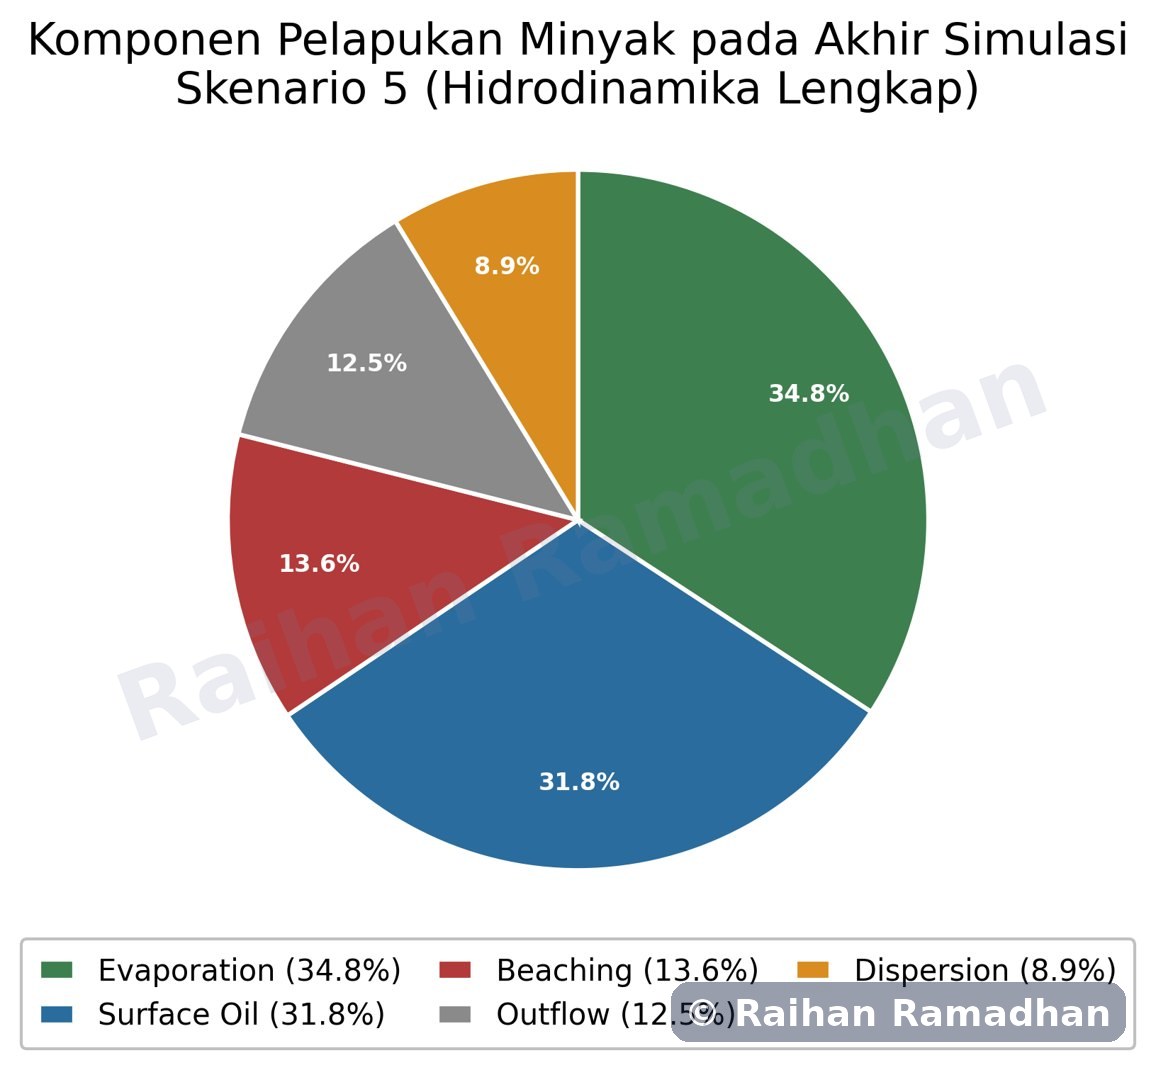 Komponen Pelapukan Minyak pada Akhir Simulasi
Skenario 5 (Hidrodinamika Lengkap)
8.9%
12.5%
34.8%
13.6%
31.8%
Raihan Ramadhan
Evaporation (34.8%)
Surface Oil (31.8%)
Beaching (13.6%)
Outflow (12.5%)
Dispersion (8.9%)
© Raihan Ramadhan